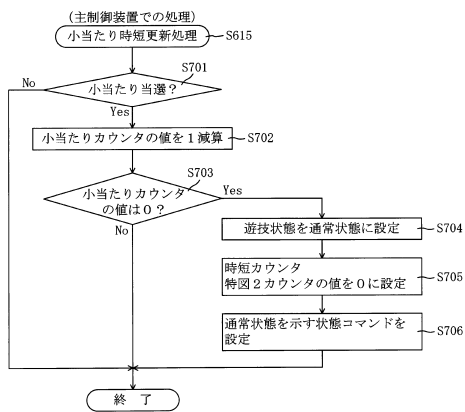 (主制御装置での処理)
小当たり時短更新処理
S615
S701
No
小当たり当選？
Yes
小当たりカウンタの値を1減算
S702
S703
小当たりカウンタ
の値は0？
Yes
No
遊技状態を通常状態に設定
S704
時短カウンタ
特図2カウンタの値を0に設定
S705
通常状態を示す状態コマンドを
設定
S706
終 了